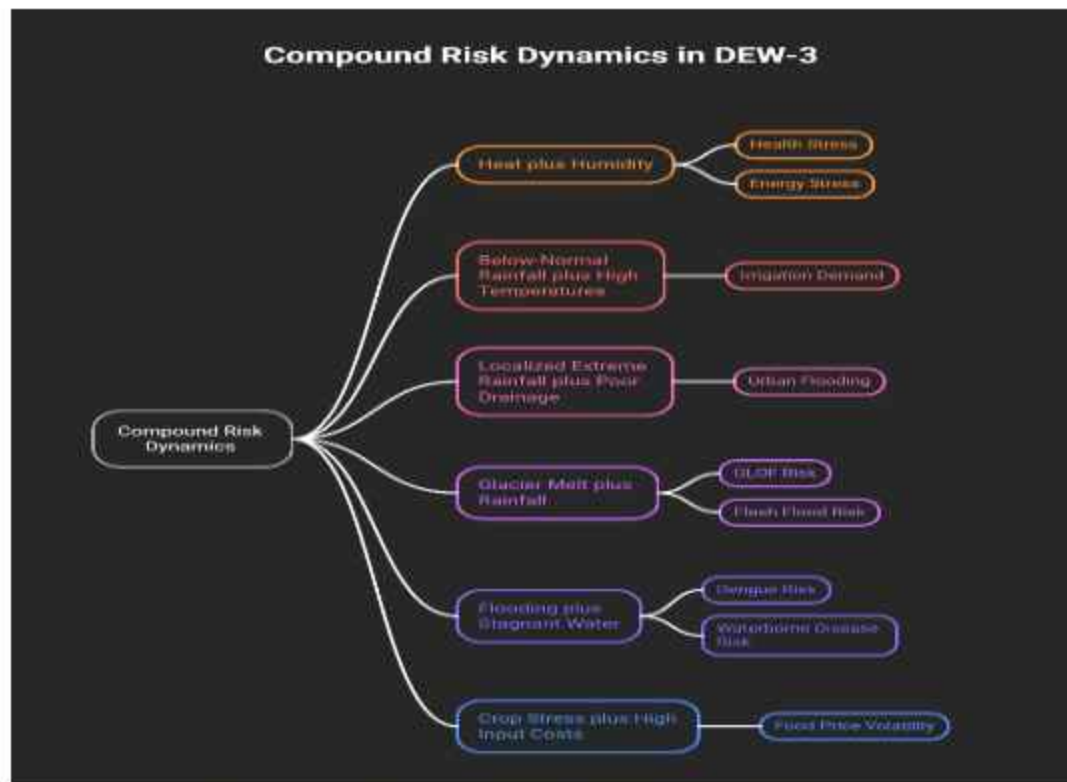 Compound Risk Dynamics in DEW-3
Heat plus Humidity
Health Stress
Energy Stress
Below-Normal
Rainfall plus High
Temperatures
Irrigation Demand
Localized Extreme
Rainfall plus Poor
Drainage
Urban Flooding
Compound Risk
Dynamics
Glacier Melt plus
Rainfall
GLOF Risk
Flash Flood Risk
Flooding plus
Stagnant Water
Dengue Risk
Waterborne Disease
Risk
Crop Stress plus High
Input Costs
Food Price Volatility